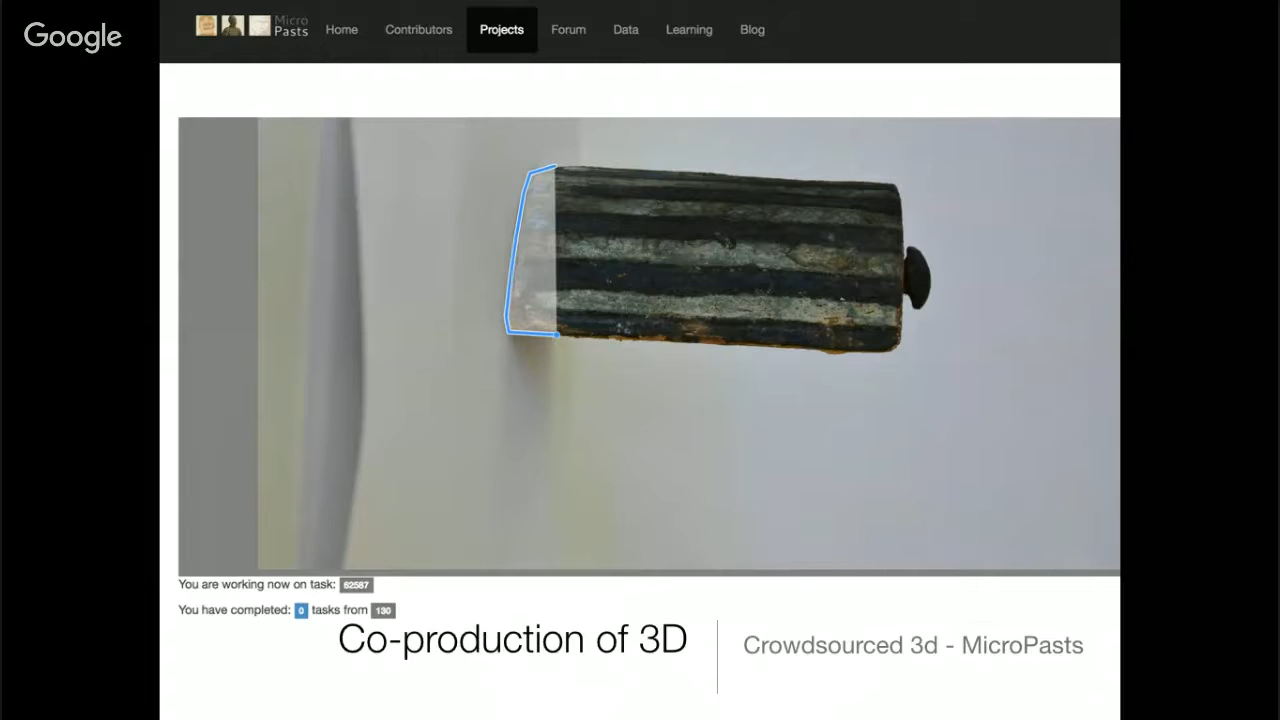 Google
Micro
Pasts
Home Contributors Projects Forum Data Learning Blog
You are working now on task: 62587
You have completed: 0 tasks from 130
Co-production of 3D
Crowdsourced 3d - MicroPasts